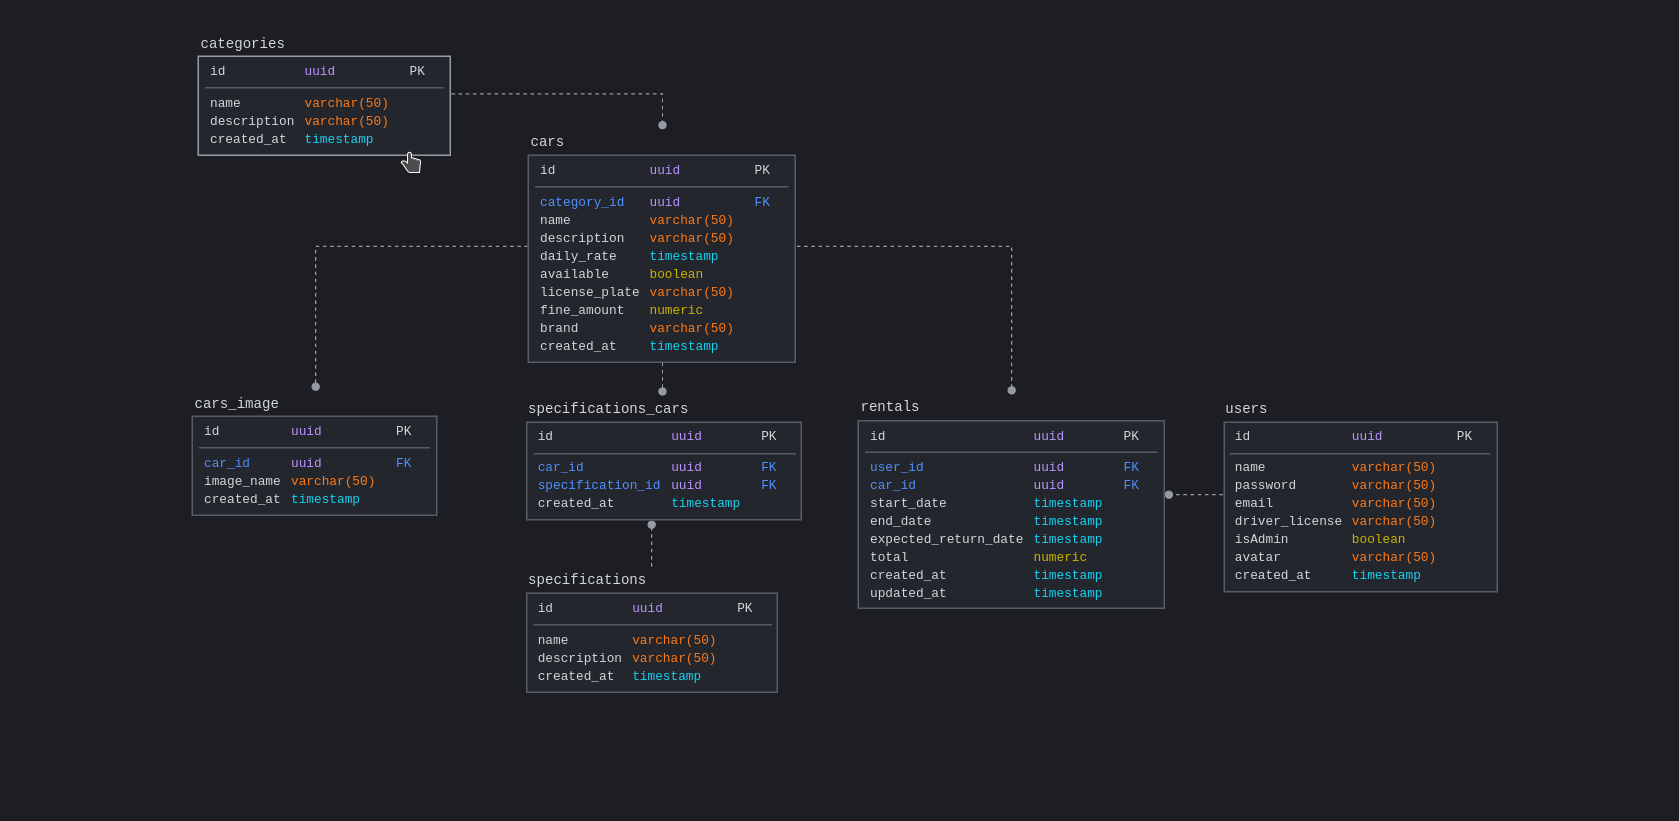 categories
id uuid PK
name varchar(50)
description varchar(50)
created_at timestamp
cars
id uuid PK
category_id uuid FK
name varchar(50)
description varchar(50)
daily_rate timestamp
available boolean
license_plate varchar(50)
fine_amount numeric
brand varchar(50)
created_at timestamp
cars_image
id uuid PK
car_id uuid FK
image_name varchar(50)
created_at timestamp
specifications_cars
id uuid PK
car_id uuid FK
specification_id uuid FK
created_at timestamp
rentals
id uuid PK
user_id uuid FK
car_id uuid FK
start_date timestamp
end_date timestamp
expected_return_date timestamp
total numeric
created_at timestamp
updated_at timestamp
users
id uuid PK
name varchar(50)
password varchar(50)
email varchar(50)
driver_license varchar(50)
isAdmin boolean
avatar varchar(50)
created_at timestamp
specifications
id uuid PK
name varchar(50)
description varchar(50)
created_at timestamp